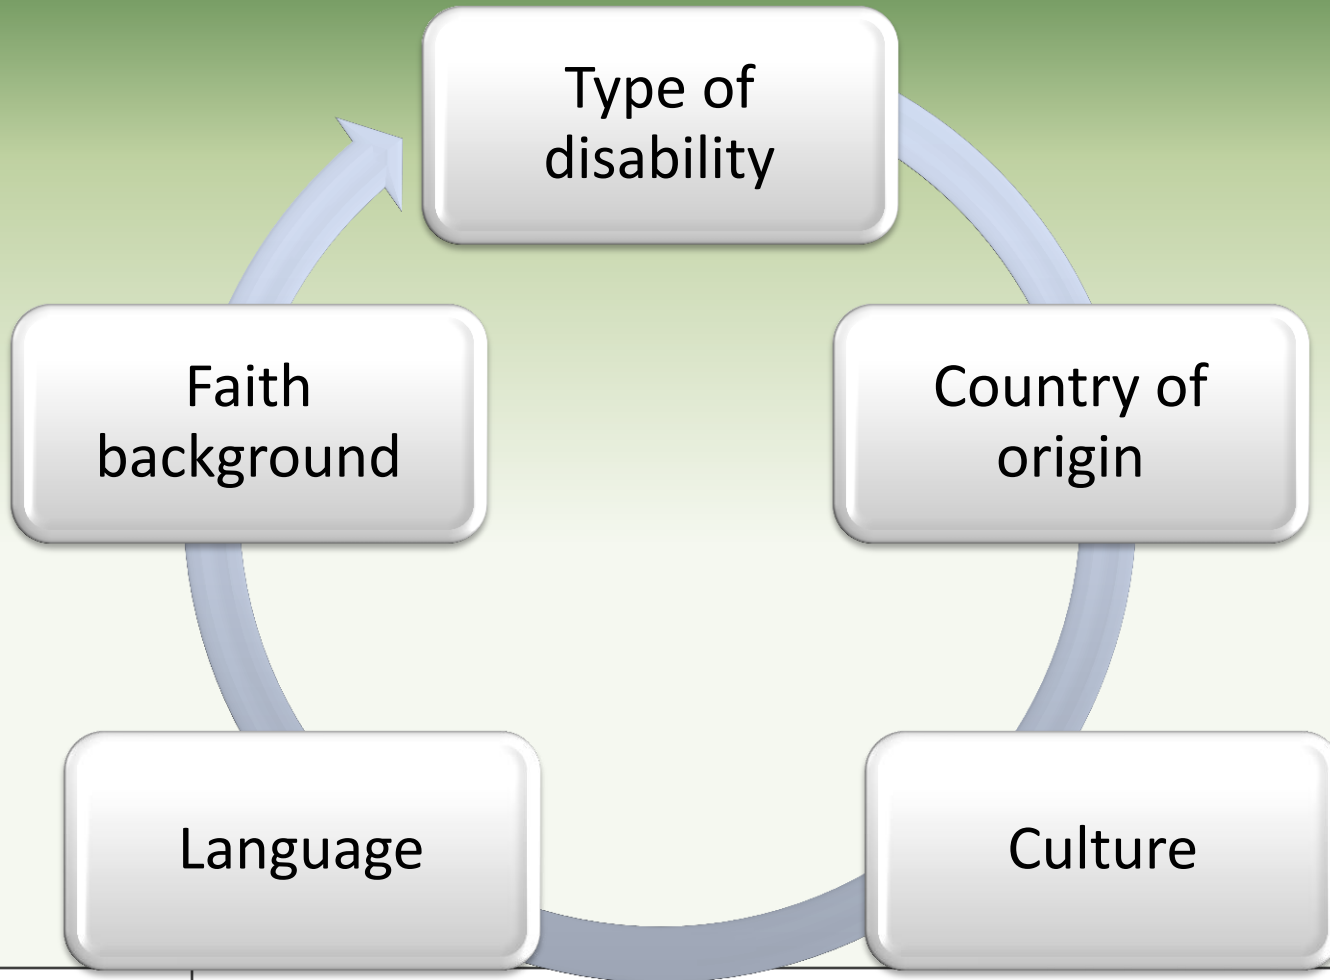 Type of
disability
Country of
origin
Culture
Language
Faith
background